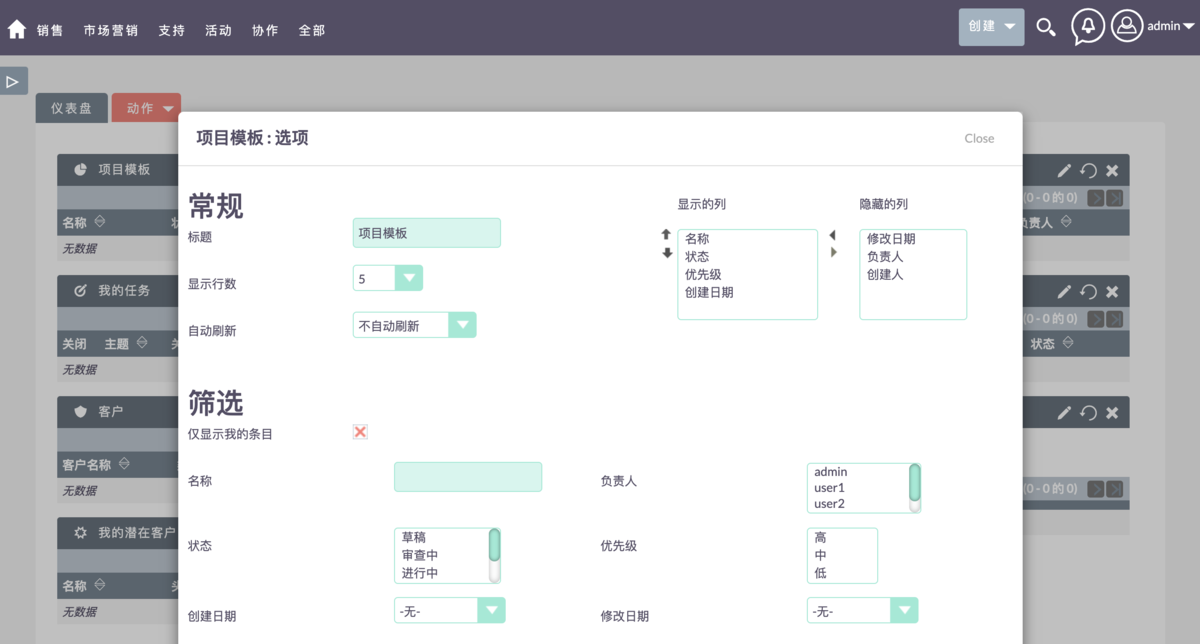 销售 市场营销 支持 活动 协作 全部 创建 admin
仪表盘 动作
项目模板 : 选项 Close
项目模板
(0 - 0 的 0)
名称
负责人
无数据
我的任务
(0 - 0 的 0)
关闭 主题
状态
无数据
客户
客户名称
(0 - 0 的 0)
无数据
我的潜在客户
名称
无数据
常规
标题 项目模板
显示行数 5
自动刷新 不自动刷新
显示的列
名称
状态
优先级
创建日期
隐藏的列
修改日期
负责人
创建人
筛选
仅显示我的条目
名称
负责人
admin
user1
user2
状态
草稿
审查中
进行中
优先级
高
中
低
创建日期 -无-
修改日期 -无-